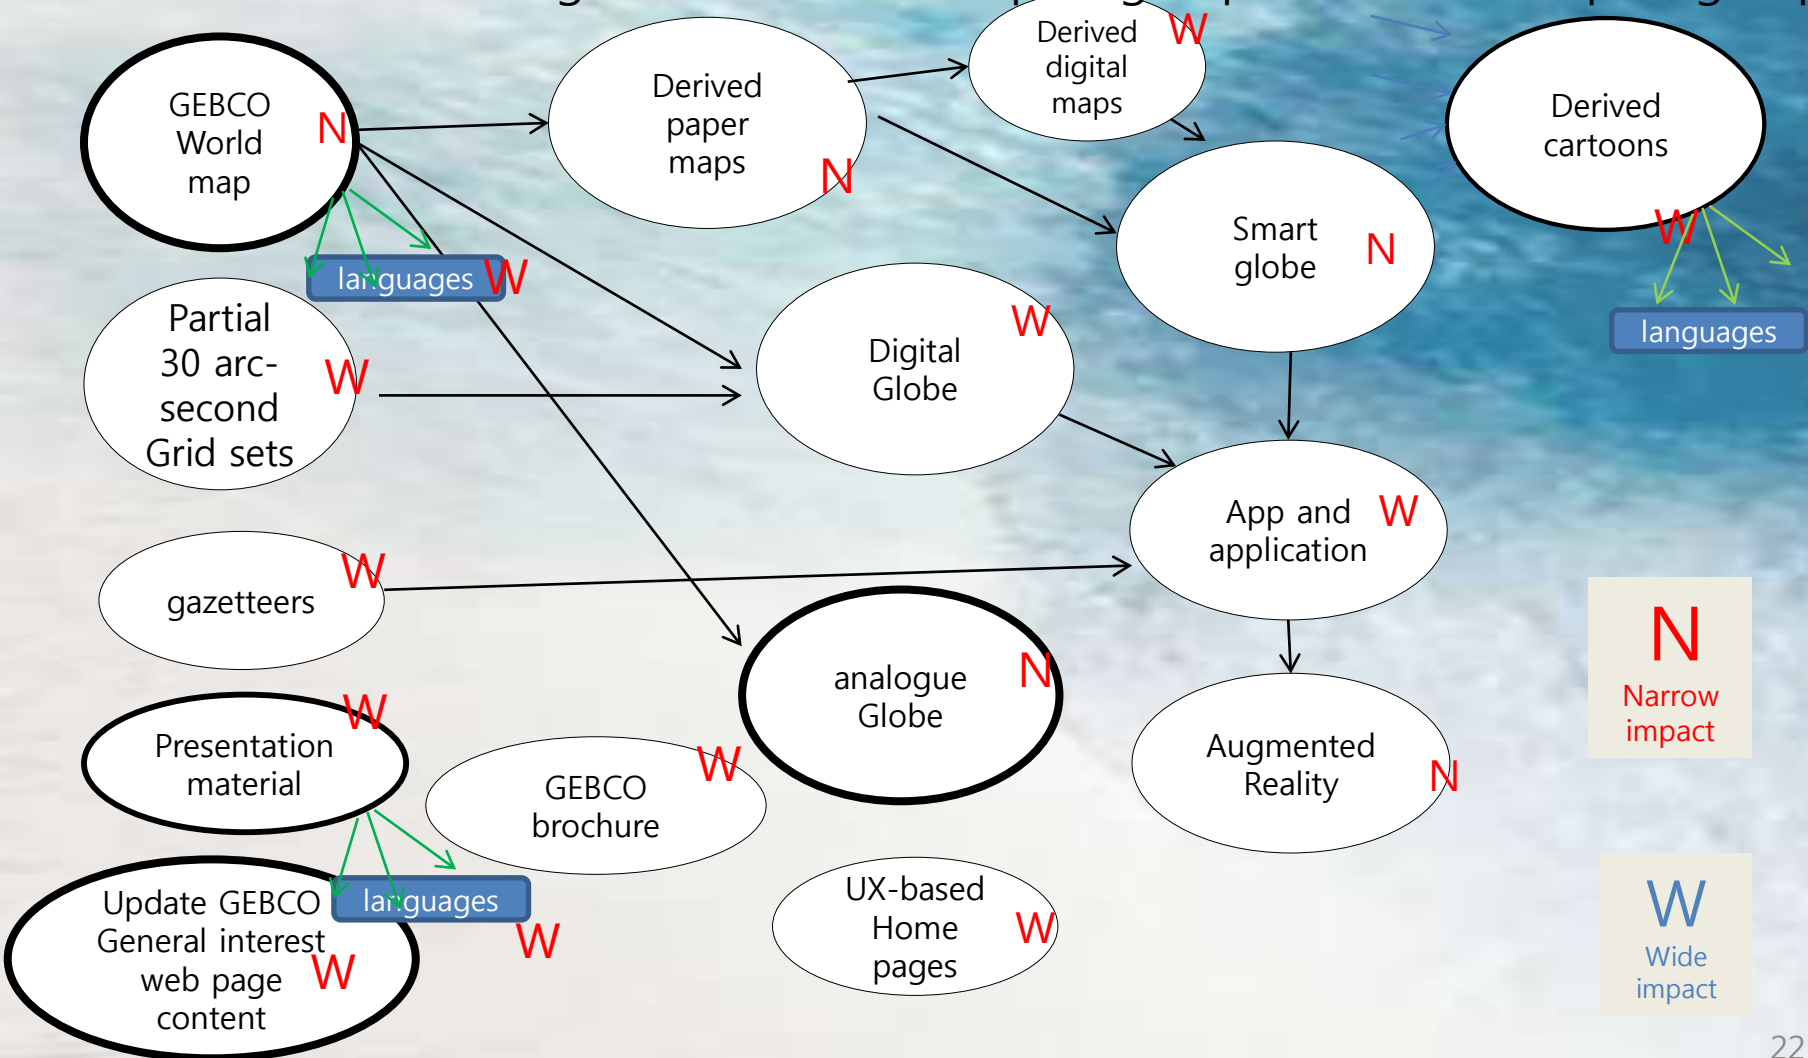 GEBCO
World
map
N
Derived
paper
maps
N
Derived
digital
maps
W
Derived
cartoons
W
languages
W
Smart
globe
N
languages
Partial
30 arc-
second
Grid sets
W
Digital
Globe
W
App and
application
W
gazetteers
W
analogue
Globe
N
N
Narrow
impact
Presentation
material
W
GEBCO
brochure
W
Augmented
Reality
N
Update GEBCO
General interest
web page
content
W
languages
W
UX-based
Home
pages
W
W
Wide
impact
22